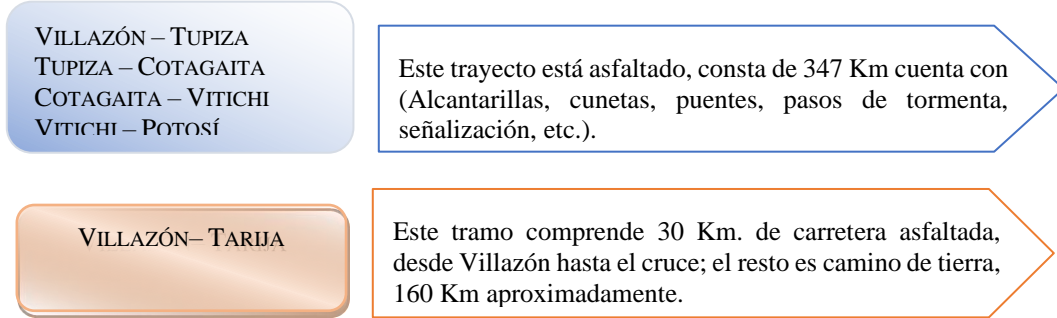 VILLAZÓN – TUPIZA
TUPIZA – COTAGAITA
COTAGAITA – VITICHI
VITICHI – POTOSÍ
Este trayecto está asfaltado, consta de 347 Km cuenta con
(Alcantarillas, cunetas, puentes, pasos de tormenta,
señalización, etc.).
VILLAZÓN– TARIJA
Este tramo comprende 30 Km. de carretera asfaltada,
desde Villazón hasta el cruce; el resto es camino de tierra,
160 Km aproximadamente.